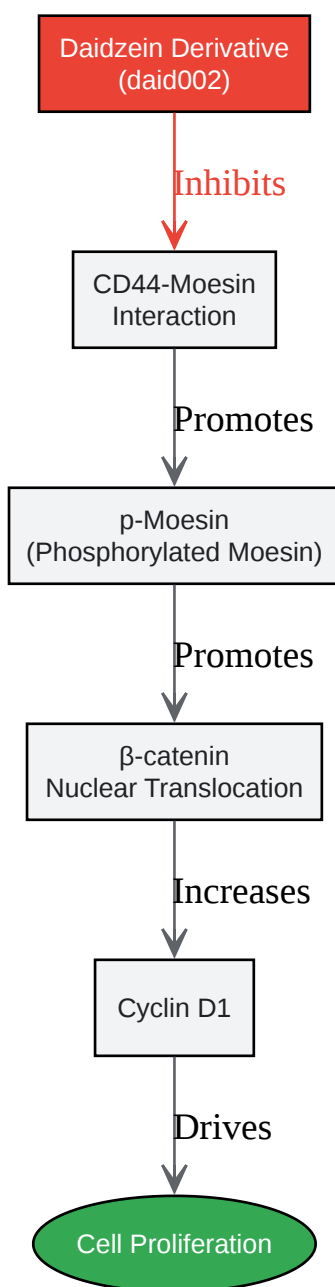 Daidzein Derivative
(daid002)
Inhibits
CD44-Moesin
Interaction
Promotes
p-Moesin
(Phosphorylated Moesin)
Promotes
β-catenin
Nuclear Translocation
Increases
Cyclin D1
Drives
Cell Proliferation